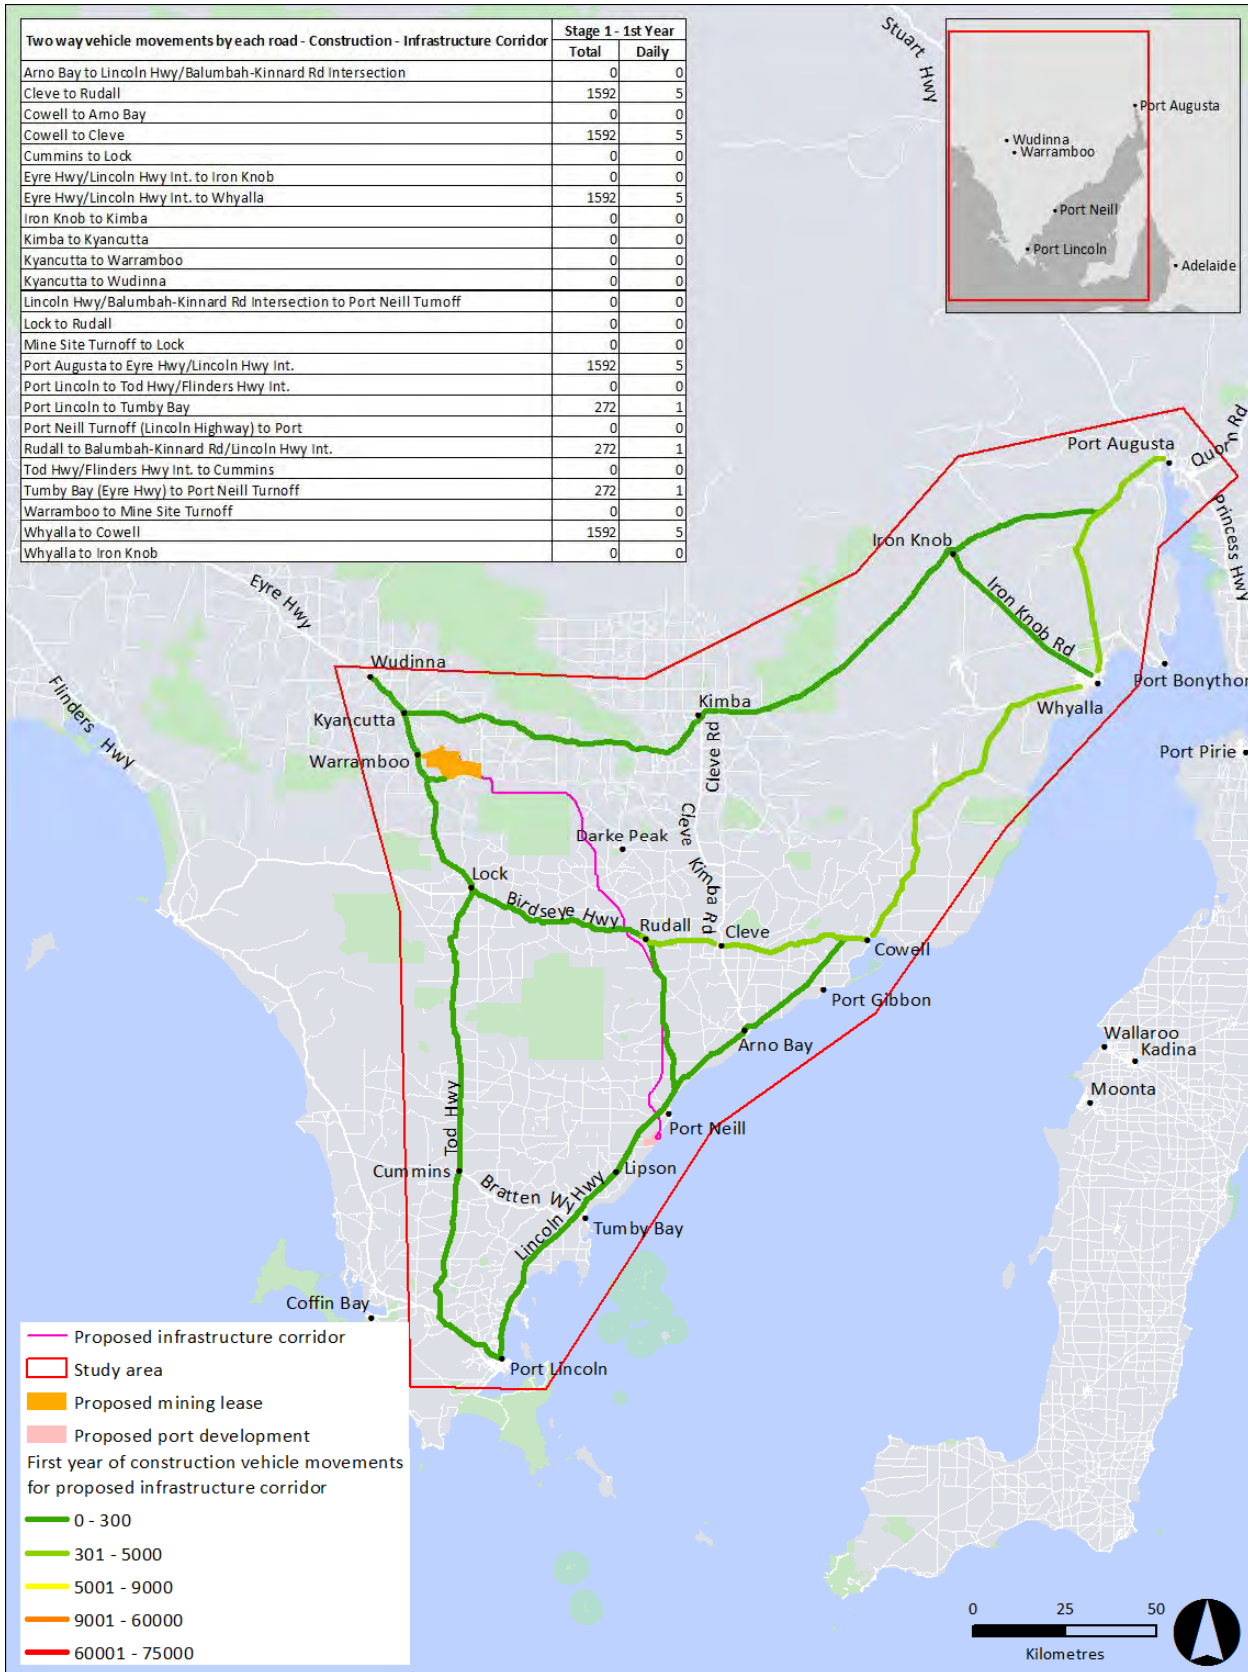 Two way vehicle movements by each road - Construction - Infrastructure Corridor
Stage 1 - 1st Year
Total Daily
Arno Bay to Lincoln Hwy/Balumbah-Kinnard Rd Intersection 0 0
Cleve to Rudall 1592 5
Cowell to Arno Bay 0 0
Cowell to Cleve 1592 5
Cummins to Lock 0 0
Eyre Hwy/Lincoln Hwy Int. to Iron Knob 0 0
Eyre Hwy/Lincoln Hwy Int. to Whyalla 1592 5
Iron Knob to Kimba 0 0
Kimba to Kyancutta 0 0
Kyancutta to Warramboo 0 0
Kyancutta to Wudinna 0 0
Lincoln Hwy/Balumbah-Kinnard Rd Intersection to Port Neill Turnoff 0 0
Lock to Rudall 0 0
Mine Site Turnoff to Lock 0 0
Port Augusta to Eyre Hwy/Lincoln Hwy Int. 1592 5
Port Lincoln to Tod Hwy/Flinders Hwy Int. 0 0
Port Lincoln to Tumby Bay 272 1
Port Neill Turnoff (Lincoln Highway) to Port 0 0
Rudall to Balumbah-Kinnard Rd/Lincoln Hwy Int. 272 1
Tod Hwy/Flinders Hwy Int. to Cummins 0 0
Tumby Bay (Eyre Hwy) to Port Neill Turnoff 272 1
Warramboo to Mine Site Turnoff 0 0
Whyalla to Cowell 1592 5
Whyalla to Iron Knob 0 0
Stuart Hwy
Port Augusta
Wudinna
Warramboo
Port Neill
Port Lincoln
Adelaide
Port Augusta
Quorn Rd
Princess Hwy
Iron Knob
Iron Knob Rd
Eyre Hwy
Flinders Hwy
Wudinna
Kyancutta
Warramboo
Kimba
Whyalla
Port Bonython
Port Pirie
Cleve Rd
Cleve Kimba Rd
Darke Peak
Lock
Birdseye Hwy
Rudall
Cleve
Cowell
Port Gibbon
Arno Bay
Wallaroo
Kadina
Moonta
Tod Hwy
Port Neill
Cummins
Bratten Wy
Lipson
Lincoln Hwy
Tumby Bay
Coffin Bay
Port Lincoln
Proposed infrastructure corridor
Study area
Proposed mining lease
Proposed port development
First year of construction vehicle movements
for proposed infrastructure corridor
0 - 300
301 - 5000
5001 - 9000
9001 - 60000
60001 - 75000
0 25 50
Kilometres